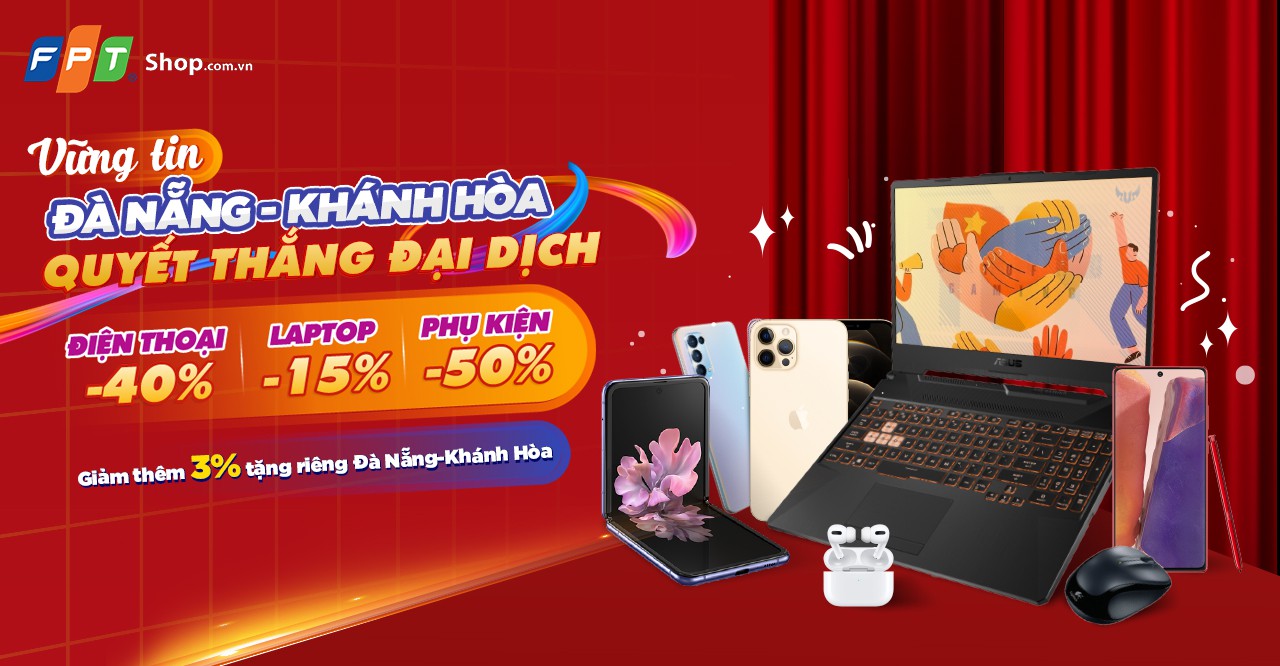 FPT Shop.com.vn
Vững tin
ĐÀ NẴNG - KHÁNH HÒA
QUYẾT THẮNG ĐẠI DỊCH
ĐIỆN THOẠI
-40%
LAPTOP
-15%
PHỤ KIỆN
-50%
Giảm thêm 3% tặng riêng Đà Nẵng-Khánh Hòa
ASUS